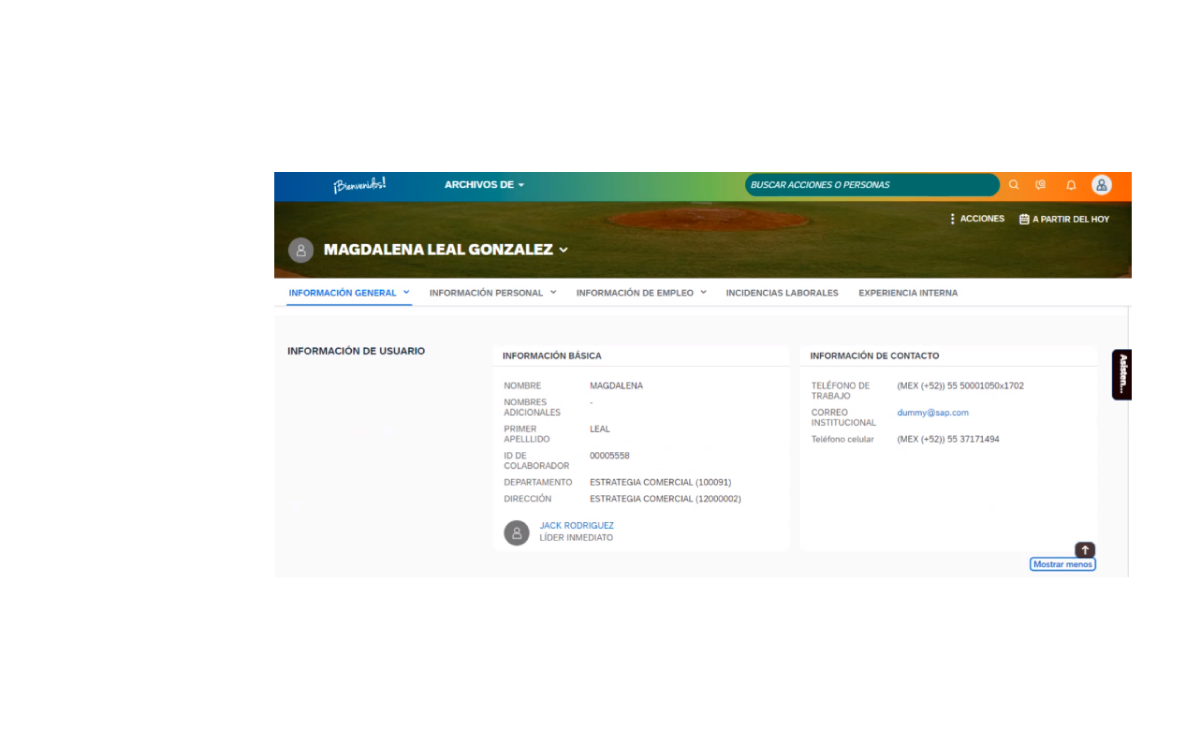 ¡Bienvenidos!
ARCHIVOS DE
BUSCAR ACCIONES O PERSONAS
ACCIONES
A PARTIR DEL HOY
MAGDALENA LEAL GONZALEZ
INFORMACIÓN GENERAL
INFORMACIÓN PERSONAL
INFORMACIÓN DE EMPLEO
INCIDENCIAS LABORALES
EXPERIENCIA INTERNA
INFORMACIÓN DE USUARIO
INFORMACIÓN BÁSICA
NOMBRE MAGDALENA
NOMBRES
ADICIONALES -
PRIMER
APELLLIDO LEAL
ID DE
COLABORADOR 00005558
DEPARTAMENTO ESTRATEGIA COMERCIAL (100091)
DIRECCIÓN ESTRATEGIA COMERCIAL (12000002)
JACK RODRIGUEZ
LÍDER INMEDIATO
INFORMACIÓN DE CONTACTO
TELÉFONO DE
TRABAJO (MEX (+52)) 55 50001050x1702
CORREO
INSTITUCIONAL dummy@sap.com
Teléfono celular (MEX (+52)) 55 37171494
Asisten...
Mostrar menos